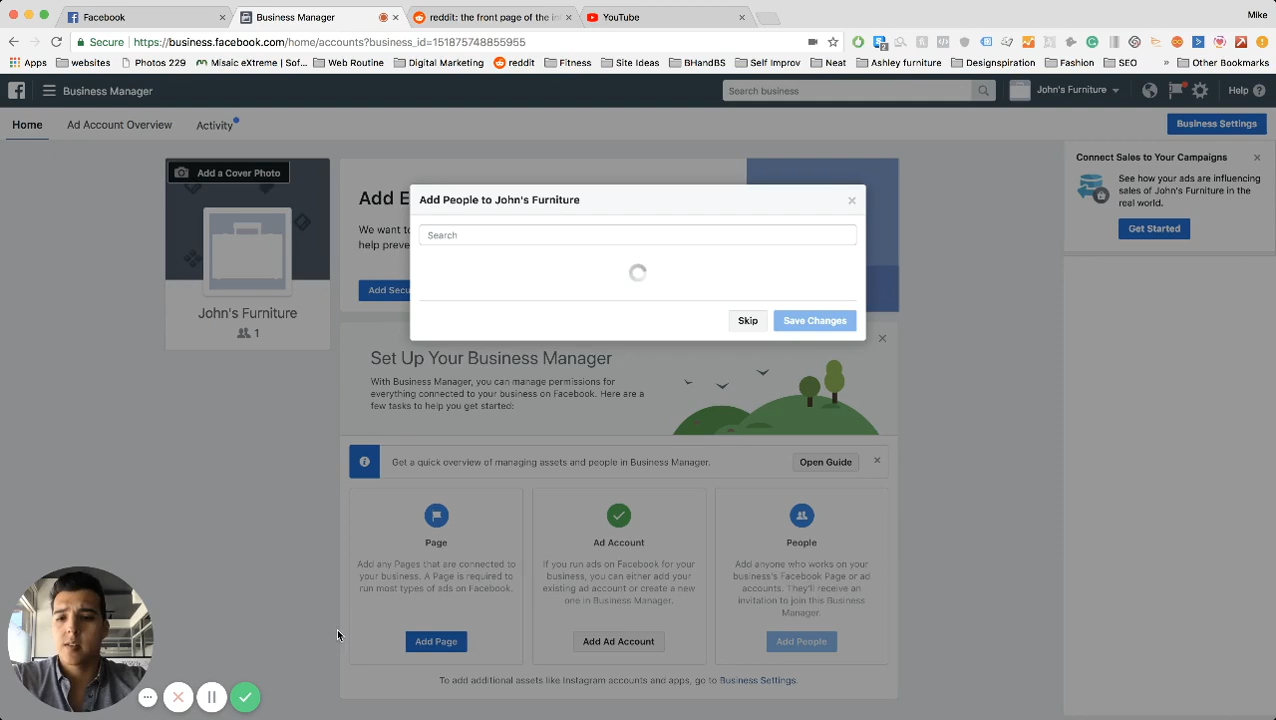 Facebook
Business Manager
reddit: the front page of the in
YouTube
Mike
Secure
https://business.facebook.com/home/accounts?business_id=151875748855955
Apps
websites
Photos 229
Misaic eXtreme | Sof...
Web Routine
Digital Marketing
reddit
Fitness
Site Ideas
BHandBS
Self Improv
Neat
Ashley furniture
Designspiration
Fashion
SEO
»
Other Bookmarks
Business Manager
Search business
John's Furniture
Help
Home
Ad Account Overview
Activity
Business Settings
Add a Cover Photo
John's Furniture
1
Add E
We want to
help preve
Add Secu
Add People to John's Furniture
Search
Skip
Save Changes
Connect Sales to Your Campaigns
See how your ads are influencing
sales of John's Furniture in the
real world.
Get Started
Set Up Your Business Manager
With Business Manager, you can manage permissions for
everything connected to your business on Facebook. Here are a
few tasks to help you get started:
Get a quick overview of managing assets and people in Business Manager.
Open Guide
Page
Add any Pages that are connected to
your business. A Page is required to
run most types of ads on Facebook.
Add Page
Ad Account
If you run ads on Facebook for your
business, you can either add your
existing ad account or create a new
one in Business Manager.
Add Ad Account
People
Add anyone who works on your
business's Facebook Page or ad
accounts. They'll receive an
invitation to join this Business
Manager.
Add People
To add additional assets like Instagram accounts and apps, go to Business Settings.